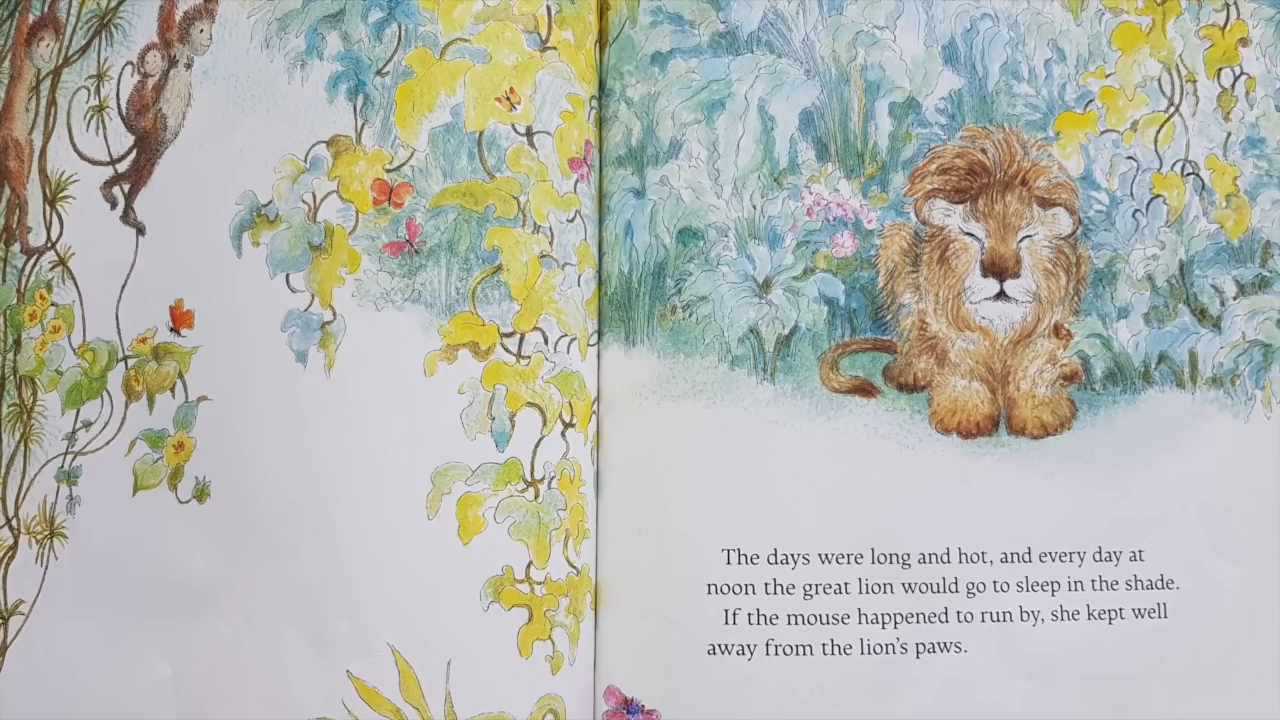 The days were long and hot, and every day at
noon the great lion would go to sleep in the shade.
If the mouse happened to run by, she kept well
away from the lion's paws.